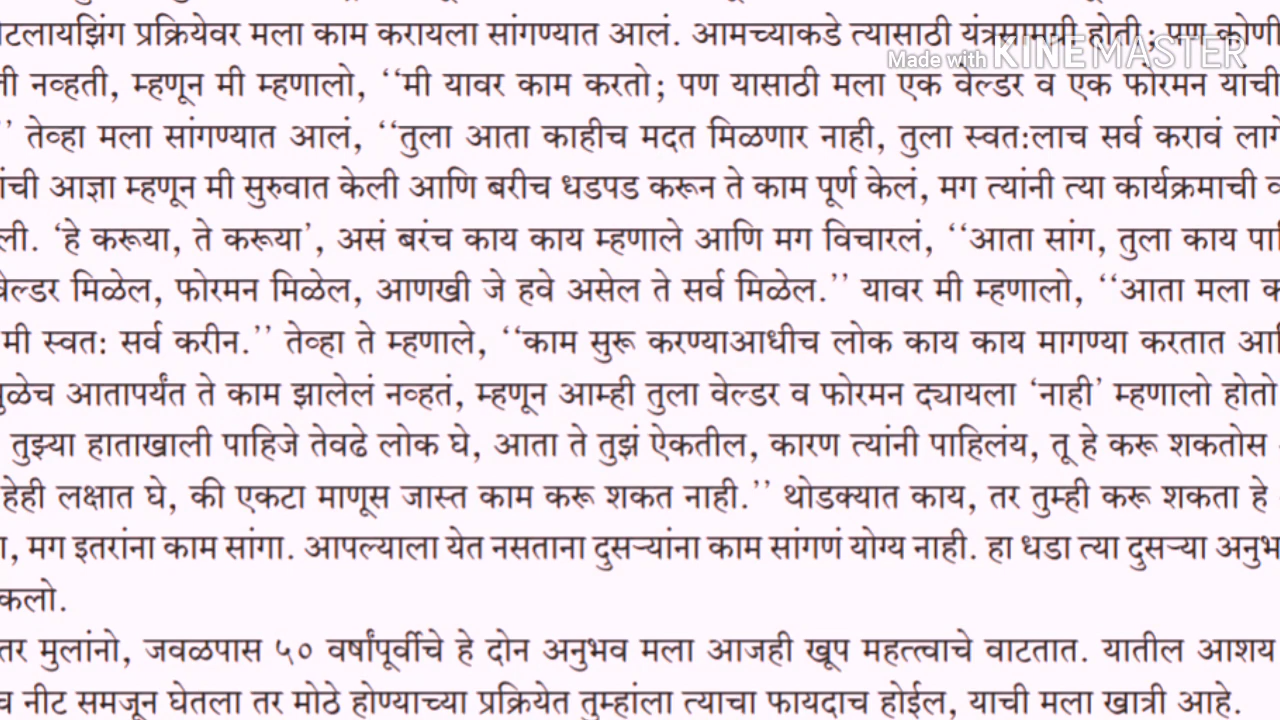 टलायझिंग प्रक्रियेवर मला काम करायला सांगण्यात आलं. आमच्याकडे त्यासाठी यंत्रसामग्री होती; पण कोणी
Made with KINEMASTER
ती नव्हती, म्हणून मी म्हणालो, ‘‘मी यावर काम करतो; पण यासाठी मला एक वेल्डर व एक फोरमन यांची
’’ तेव्हा मला सांगण्यात आलं, ‘‘तुला आता काहीच मदत मिळणार नाही, तुला स्वत:लाच सर्व करावं लागे
ांची आज्ञा म्हणून मी सुरुवात केली आणि बरीच धडपड करून ते काम पूर्ण केलं, मग त्यांनी त्या कार्यक्रमाची
ली. ‘हे करूया, ते करूया’, असं बरंच काय काय म्हणाले आणि मग विचारलं, ‘‘आता सांग, तुला काय पा
वेल्डर मिळेल, फोरमन मिळेल, आणखी जे हवे असेल ते सर्व मिळेल.’’ यावर मी म्हणालो, ‘‘आता मला क
मी स्वत: सर्व करीन.’’ तेव्हा ते म्हणाले, ‘‘काम सुरू करण्याआधीच लोक काय काय मागण्या करतात आ
मुळेच आतापर्यंत ते काम झालेलं नव्हतं, म्हणून आम्ही तुला वेल्डर व फोरमन द्यायला ‘नाही’ म्हणालो होतो
तुझ्या हाताखाली पाहिजे तेवढे लोक घे, आता ते तुझं ऐकतील, कारण त्यांनी पाहिलंय, तू हे करू शकतोस
हेही लक्षात घे, की एकटा माणूस जास्त काम करू शकत नाही.’’ थोडक्यात काय, तर तुम्ही करू शकता हे
ा, मग इतरांना काम सांगा. आपल्याला येत नसताना दुसऱ्यांना काम सांगणं योग्य नाही. हा धडा त्या दुसऱ्या अनुभ
कलो.
तर मुलांनो, जवळपास ५० वर्षांपूर्वीचे हे दोन अनुभव मला आजही खूप महत्त्वाचे वाटतात. यातील आशय
व नीट समजून घेतला तर मोठे होण्याच्या प्रक्रियेत तुम्हांला त्याचा फायदाच होईल, याची मला खात्री आहे.